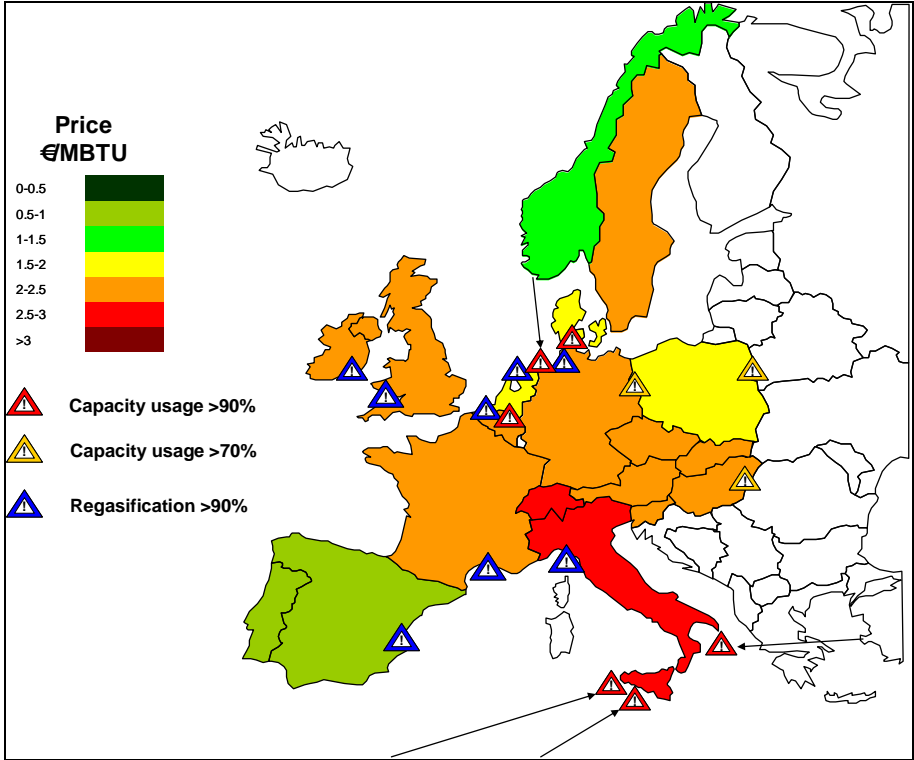 Price
€/MBTU
0-0.5
0.5-1
1-1.5
1.5-2
2-2.5
2.5-3
>3
Capacity usage >90%
Capacity usage >70%
Regasification >90%